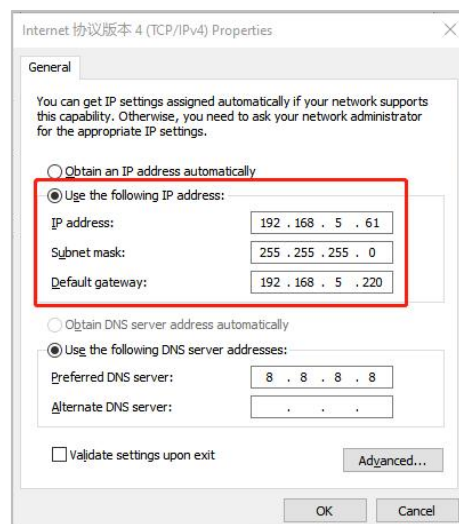 Internet 协议版本 4 (TCP/IPv4) Properties
General
You can get IP settings assigned automatically if your network supports
this capability. Otherwise, you need to ask your network administrator
for the appropriate IP settings.
Obtain an IP address automatically
Use the following IP address:
IP address: 192 . 168 . 5 . 61
Subnet mask: 255 . 255 . 255 . 0
Default gateway: 192 . 168 . 5 . 220
Obtain DNS server address automatically
Use the following DNS server addresses:
Preferred DNS server: 8 . 8 . 8 . 8
Alternate DNS server: . . .
Validate settings upon exit
Advanced...
OK Cancel